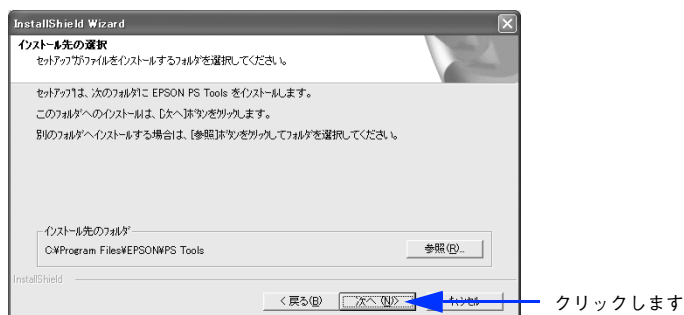 InstallShield Wizard
インストール先の選択
セットアップがファイルをインストールするフォルダを選択してください。
セットアップは、次のフォルダに EPSON PS Tools をインストールします。
このフォルダへのインストールは、[次へ]ボタンをクリックします。
別のフォルダへインストールする場合は、[参照]ボタンをクリックしてフォルダを選択してください。
インストール先のフォルダ
C:¥Program Files¥EPSON¥PS Tools
参照(R)...
InstallShield
< 戻る(B)
次へ (N)>
キャンセル
クリックします